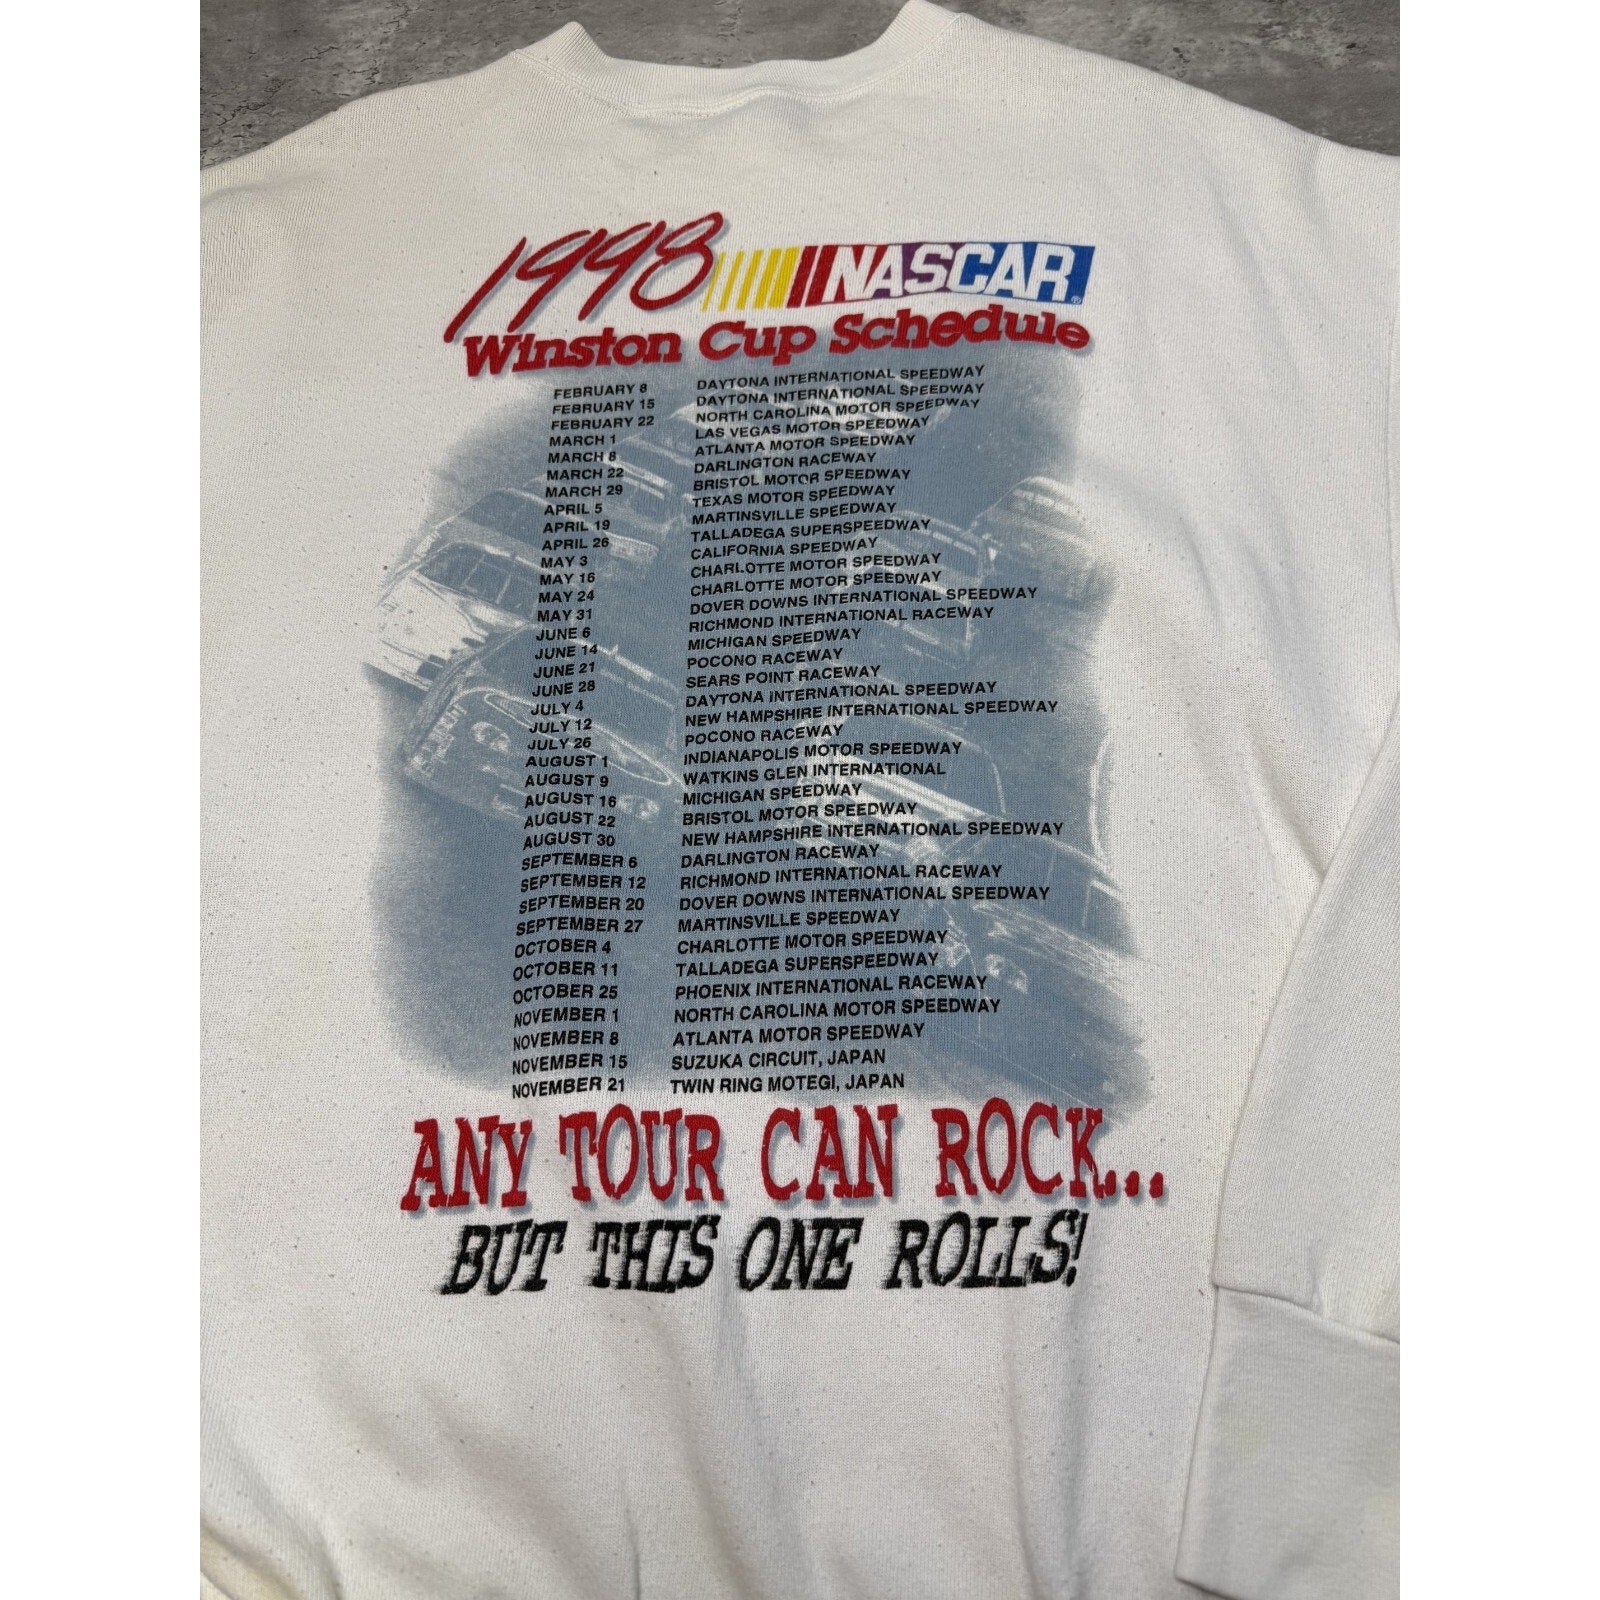 1998 NASCAR®
Winston Cup Schedule
FEBRUARY 8 DAYTONA INTERNATIONAL SPEEDWAY
FEBRUARY 15 DAYTONA INTERNATIONAL SPEEDWAY
FEBRUARY 22 NORTH CAROLINA MOTOR SPEEDWAY
MARCH 1 LAS VEGAS MOTOR SPEEDWAY
MARCH 8 ATLANTA MOTOR SPEEDWAY
MARCH 22 DARLINGTON RACEWAY
MARCH 29 BRISTOL MOTOR SPEEDWAY
APRIL 5 TEXAS MOTOR SPEEDWAY
APRIL 19 MARTINSVILLE SPEEDWAY
APRIL 26 TALLADEGA SUPERSPEEDWAY
MAY 3 CALIFORNIA SPEEDWAY
MAY 16 CHARLOTTE MOTOR SPEEDWAY
MAY 24 CHARLOTTE MOTOR SPEEDWAY
MAY 31 DOVER DOWNS INTERNATIONAL SPEEDWAY
JUNE 6 RICHMOND INTERNATIONAL RACEWAY
JUNE 14 MICHIGAN SPEEDWAY
JUNE 21 POCONO RACEWAY
JUNE 28 SEARS POINT RACEWAY
JULY 4 DAYTONA INTERNATIONAL SPEEDWAY
JULY 12 NEW HAMPSHIRE INTERNATIONAL SPEEDWAY
JULY 26 POCONO RACEWAY
AUGUST 1 INDIANAPOLIS MOTOR SPEEDWAY
AUGUST 9 WATKINS GLEN INTERNATIONAL
AUGUST 16 MICHIGAN SPEEDWAY
AUGUST 22 BRISTOL MOTOR SPEEDWAY
AUGUST 30 NEW HAMPSHIRE INTERNATIONAL SPEEDWAY
SEPTEMBER 6 DARLINGTON RACEWAY
SEPTEMBER 12 RICHMOND INTERNATIONAL RACEWAY
SEPTEMBER 20 DOVER DOWNS INTERNATIONAL SPEEDWAY
SEPTEMBER 27 MARTINSVILLE SPEEDWAY
OCTOBER 4 CHARLOTTE MOTOR SPEEDWAY
OCTOBER 11 TALLADEGA SUPERSPEEDWAY
OCTOBER 25 PHOENIX INTERNATIONAL RACEWAY
NOVEMBER 1 NORTH CAROLINA MOTOR SPEEDWAY
NOVEMBER 8 ATLANTA MOTOR SPEEDWAY
NOVEMBER 15 SUZUKA CIRCUIT, JAPAN
NOVEMBER 21 TWIN RING MOTEGI, JAPAN
ANY TOUR CAN ROCK...
BUT THIS ONE ROLLS!